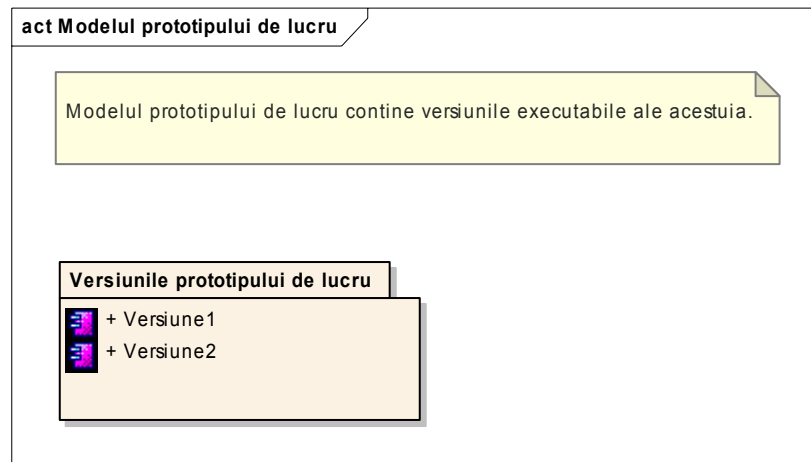 act Modelul prototipului de lucru
Modelul prototipului de lucru contine versiunile executabile ale acestuia.
Versiunile prototipului de lucru
+ Versiune1
+ Versiune2